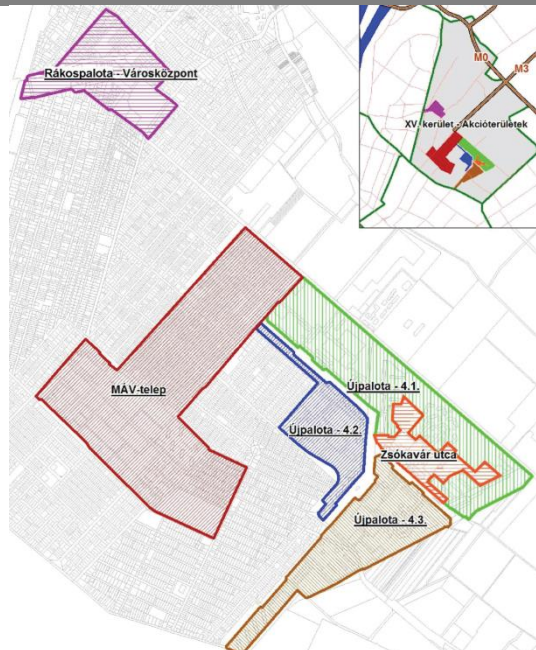 Rákospalota - Városközpont
M0
M3
XV. kerület - Akcióterületek
MÁV-telep
Újpalota - 4.1.
Újpalota - 4.2.
Zsókavár utca
Újpalota - 4.3.